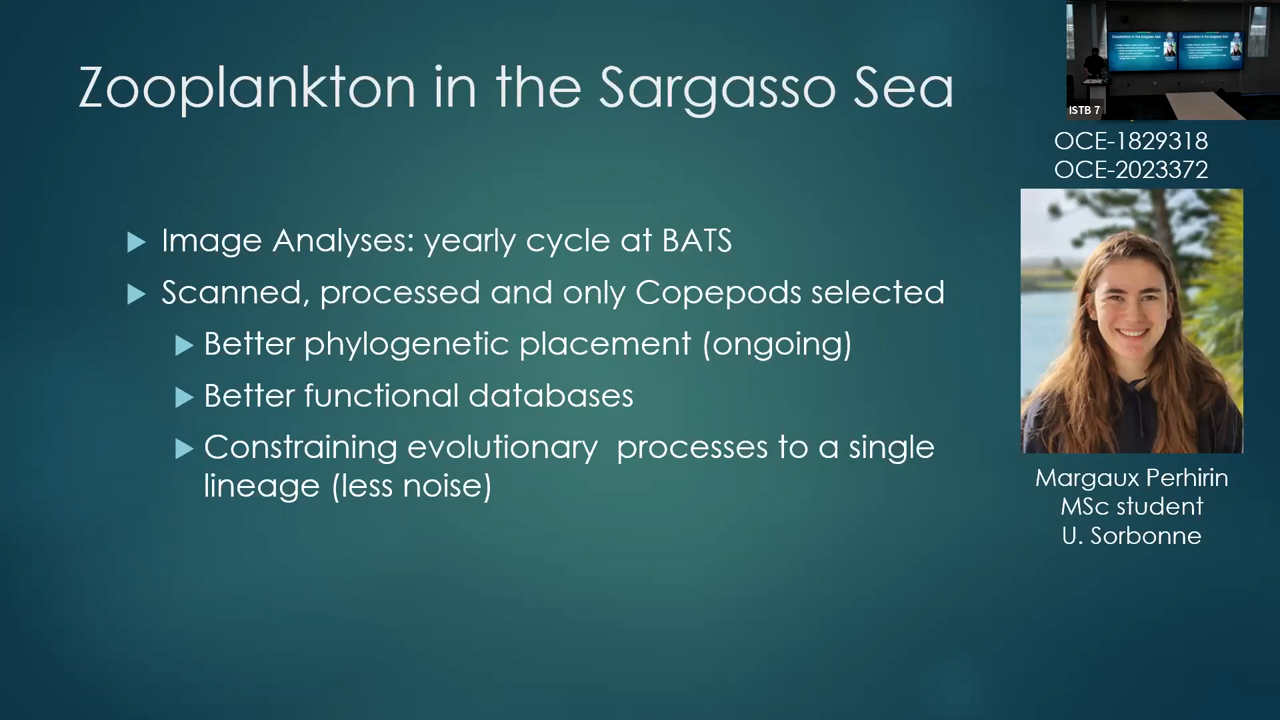 Zooplankton in the Sargasso Sea
ISTB 7
OCE-1829318
OCE-2023372
Image Analyses: yearly cycle at BATS
Scanned, processed and only Copepods selected
Better phylogenetic placement (ongoing)
Better functional databases
Constraining evolutionary  processes to a single
lineage (less noise)
Margaux Perhirin
MSc student
U. Sorbonne